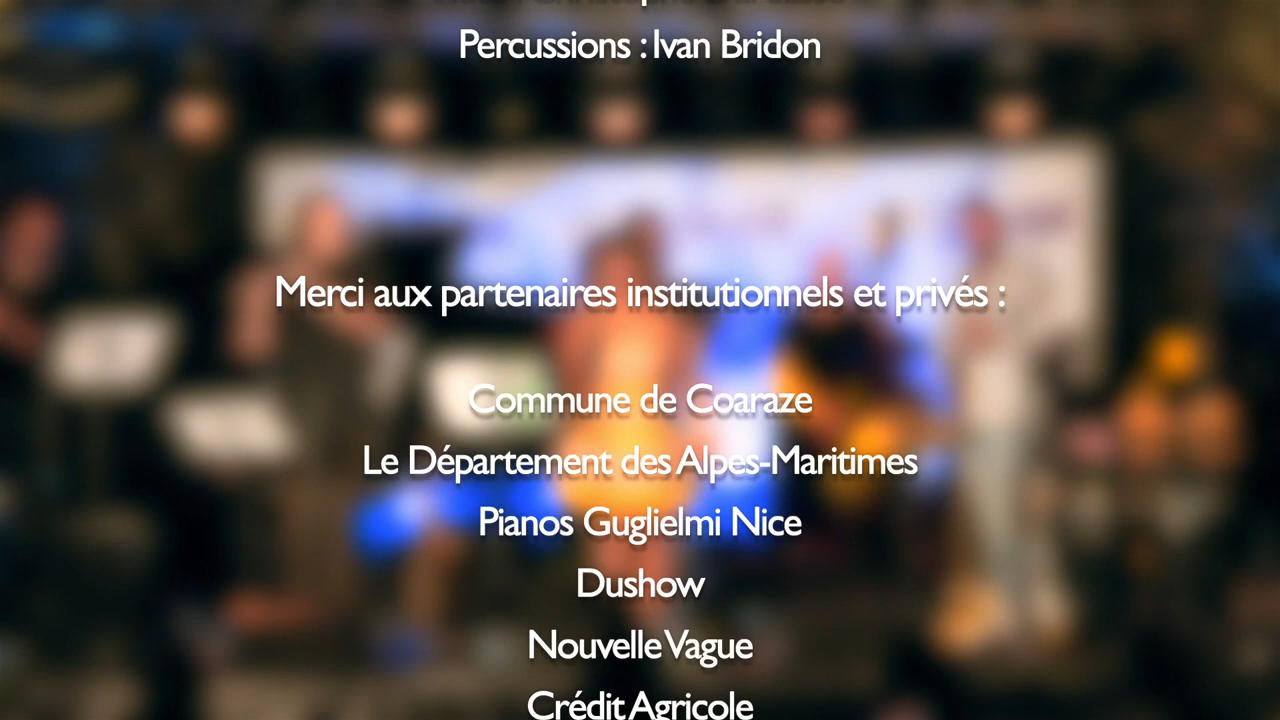 Percussions : Ivan Bridon
Merci aux partenaires institutionnels et privés :
Commune de Coaraze
Le Département des Alpes-Maritimes
Pianos Guglielmi Nice
Dushow
Nouvelle Vague
Crédit Agricole